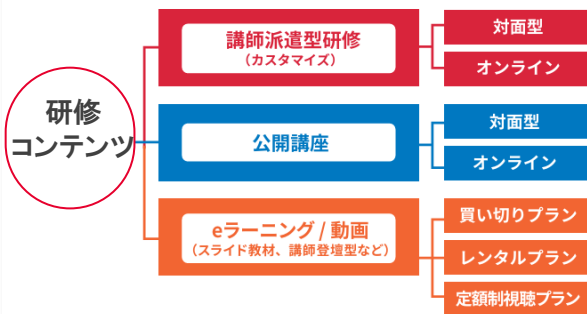 研修
コンテンツ
講師派遣型研修
（カスタマイズ）
対面型
オンライン
公開講座
対面型
オンライン
eラーニング / 動画
（スライド教材、講師登壇型など）
買い切りプラン
レンタルプラン
定額制視聴プラン